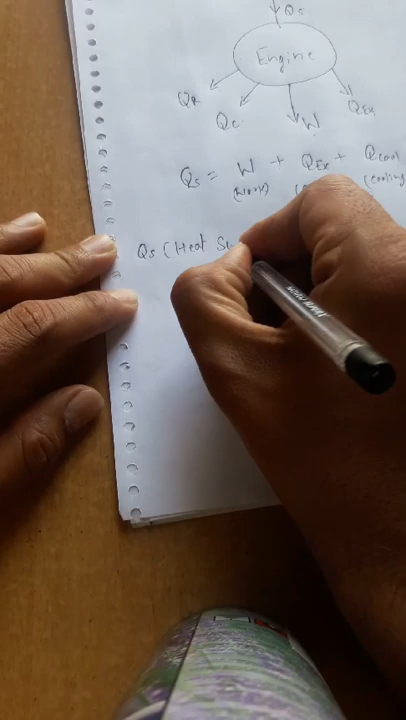 Qs
Engine
QR
Qc
W
QEx
Qs = W + QEx + Qcool
(work) (cooling
Qs (Heat Su